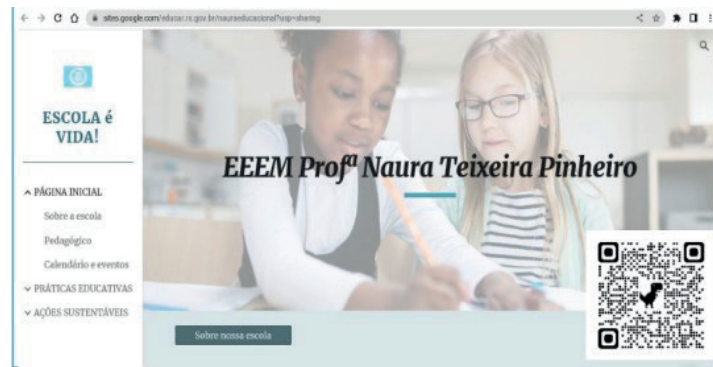 sites.google.com/educar.rs.gov.br/nauraeducacional?usp=sharing
ESCOLA é
VIDA!
EEEM Profª Naura Teixeira Pinheiro
PÁGINA INICIAL
Sobre a escola
Pedagógico
Calendário e eventos
PRÁTICAS EDUCATIVAS
AÇÕES SUSTENTÁVEIS
Sobre nossa escola